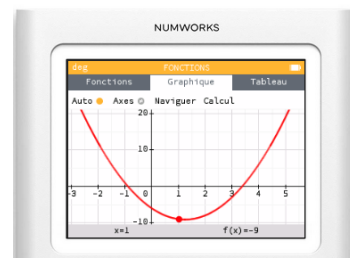 NUMWORKS
deg FONCTIONS
Fonctions Graphique Tableau
Auto Axes Naviguer Calcul
20
10
-3 -2 -1 0 1 2 3 4 5
-10
x=1 f(x)=-9